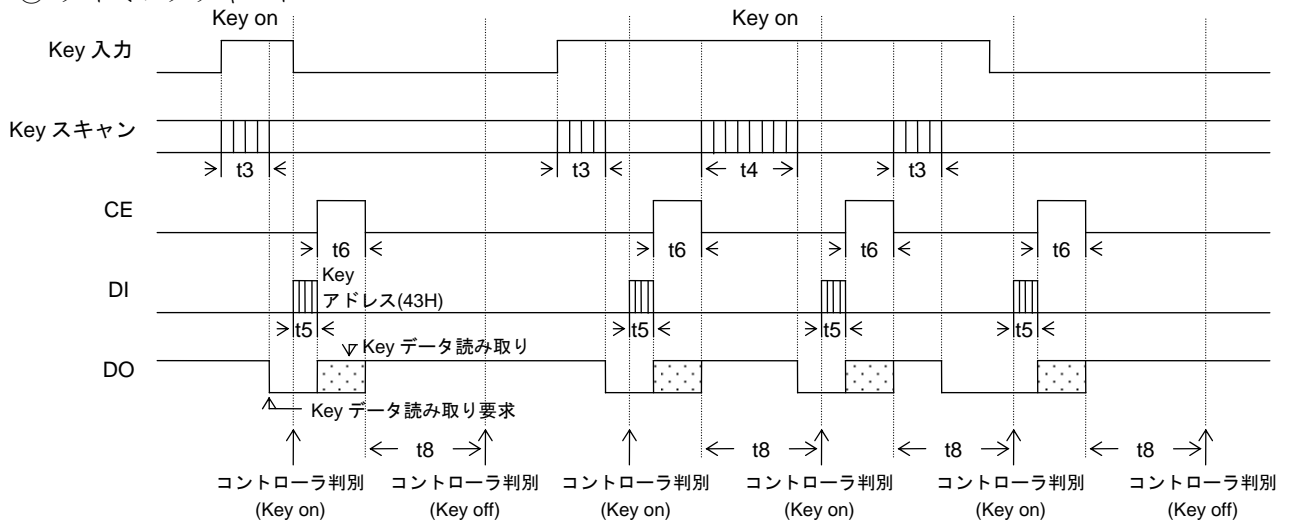 Key on Key on
Key 入力
Key スキャン
t3 t3 t4 t3
CE
t6 t6 t6 t6
DI
Key
アドレス(43H)
t5 t5 t5 t5
Key データ読み取り
DO
Key データ読み取り要求
t8 t8 t8 t8
コントローラ判別 コントローラ判別 コントローラ判別 コントローラ判別 コントローラ判別 コントローラ判別
(Key on) (Key off) (Key on) (Key on) (Key on) (Key off)